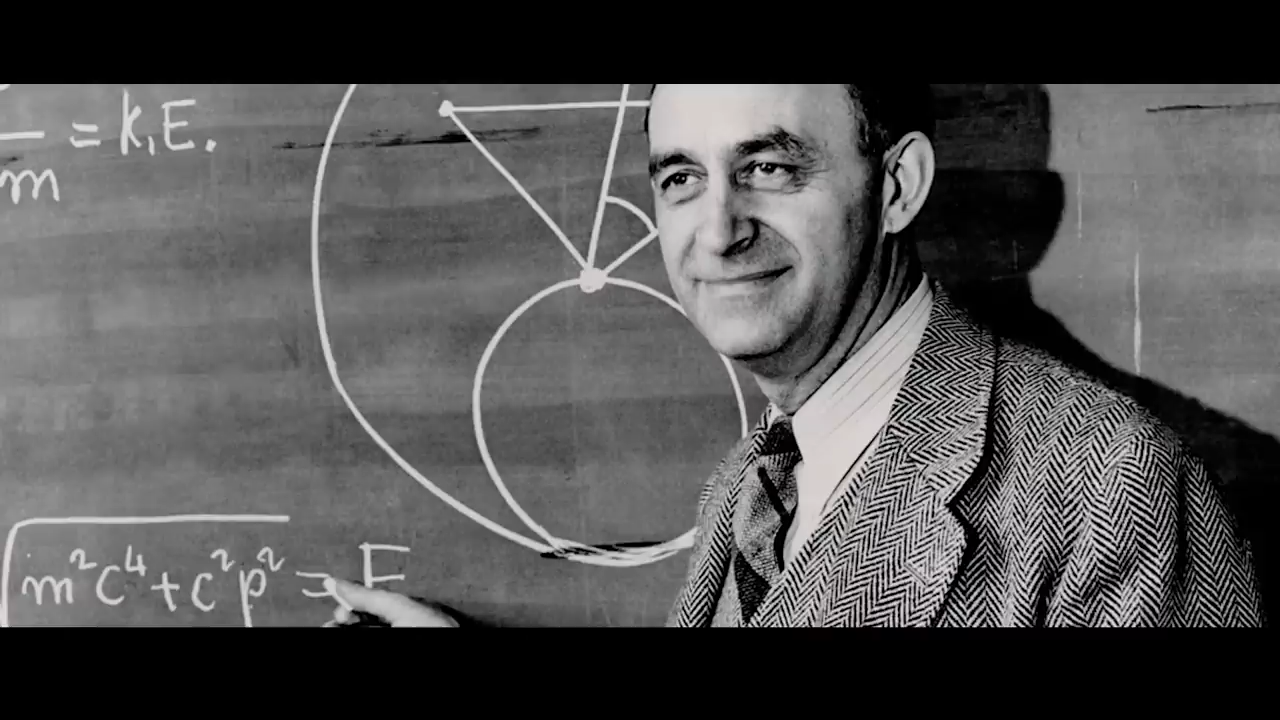 = k₁E.
m
√m²c⁴+c²p² = E